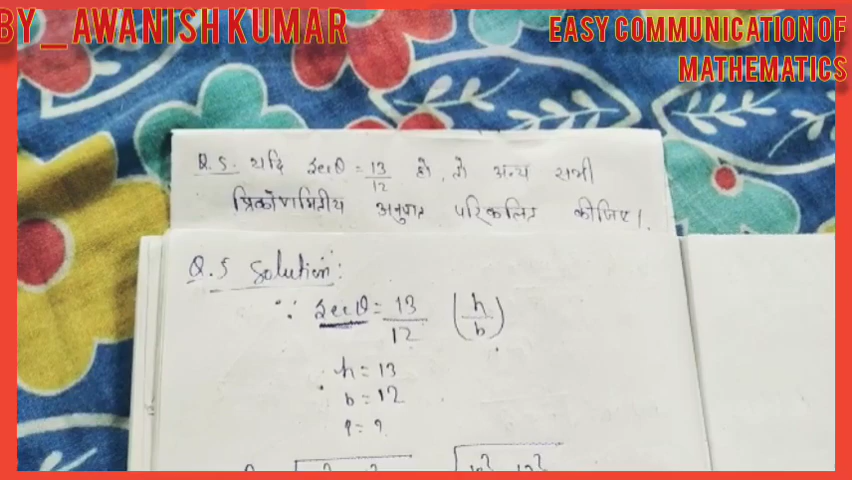 BY_ AWANISH KUMAR
EASY COMMUNICATION OF
MATHEMATICS
Q.5. यदि secθ = 13/12 हो, तो अन्य सभी
त्रिकोणमितीय अनुपात परिकलित कीजिए।
Q.5 Solution:
∵ secθ = 13/12 (h/b)
h = 13
b = 12
p = ?